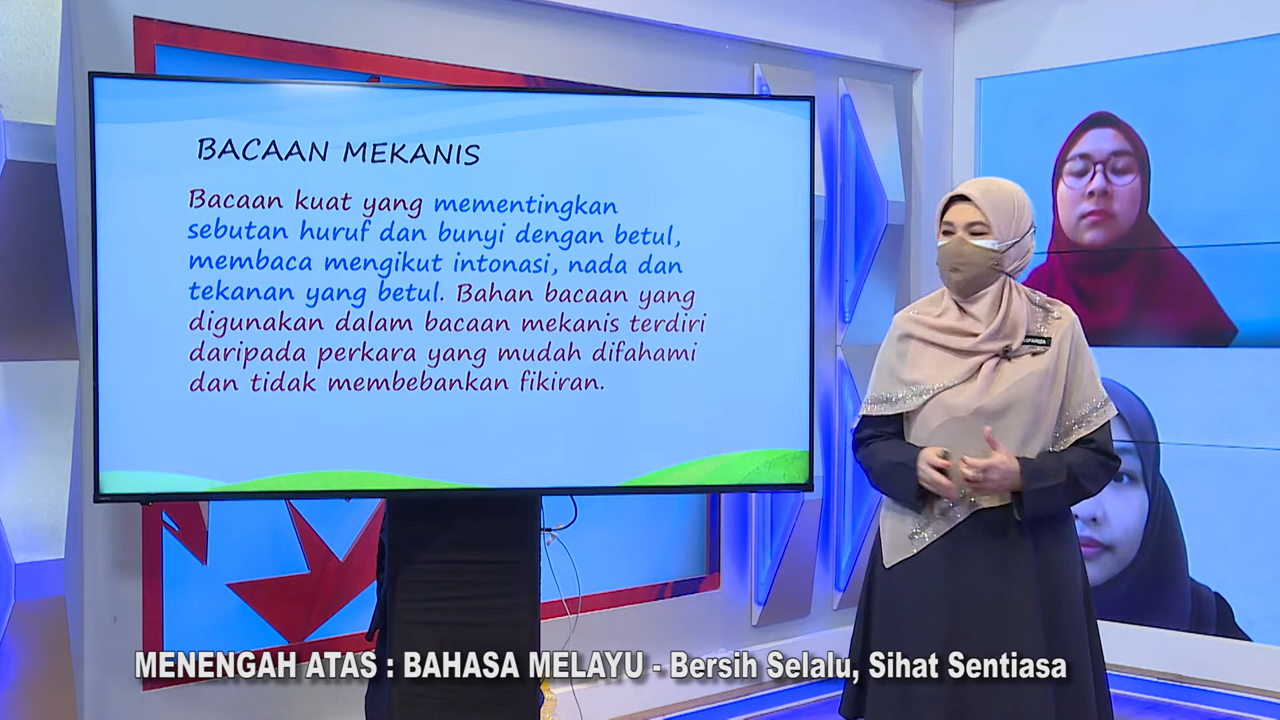 BACAAN MEKANIS
Bacaan kuat yang mementingkan
sebutan huruf dan bunyi dengan betul,
membaca mengikut intonasi, nada dan
tekanan yang betul. Bahan bacaan yang
digunakan dalam bacaan mekanis terdiri
daripada perkara yang mudah difahami
dan tidak membebankan fikiran.
MENENGAH ATAS : BAHASA MELAYU - Bersih Selalu, Sihat Sentiasa